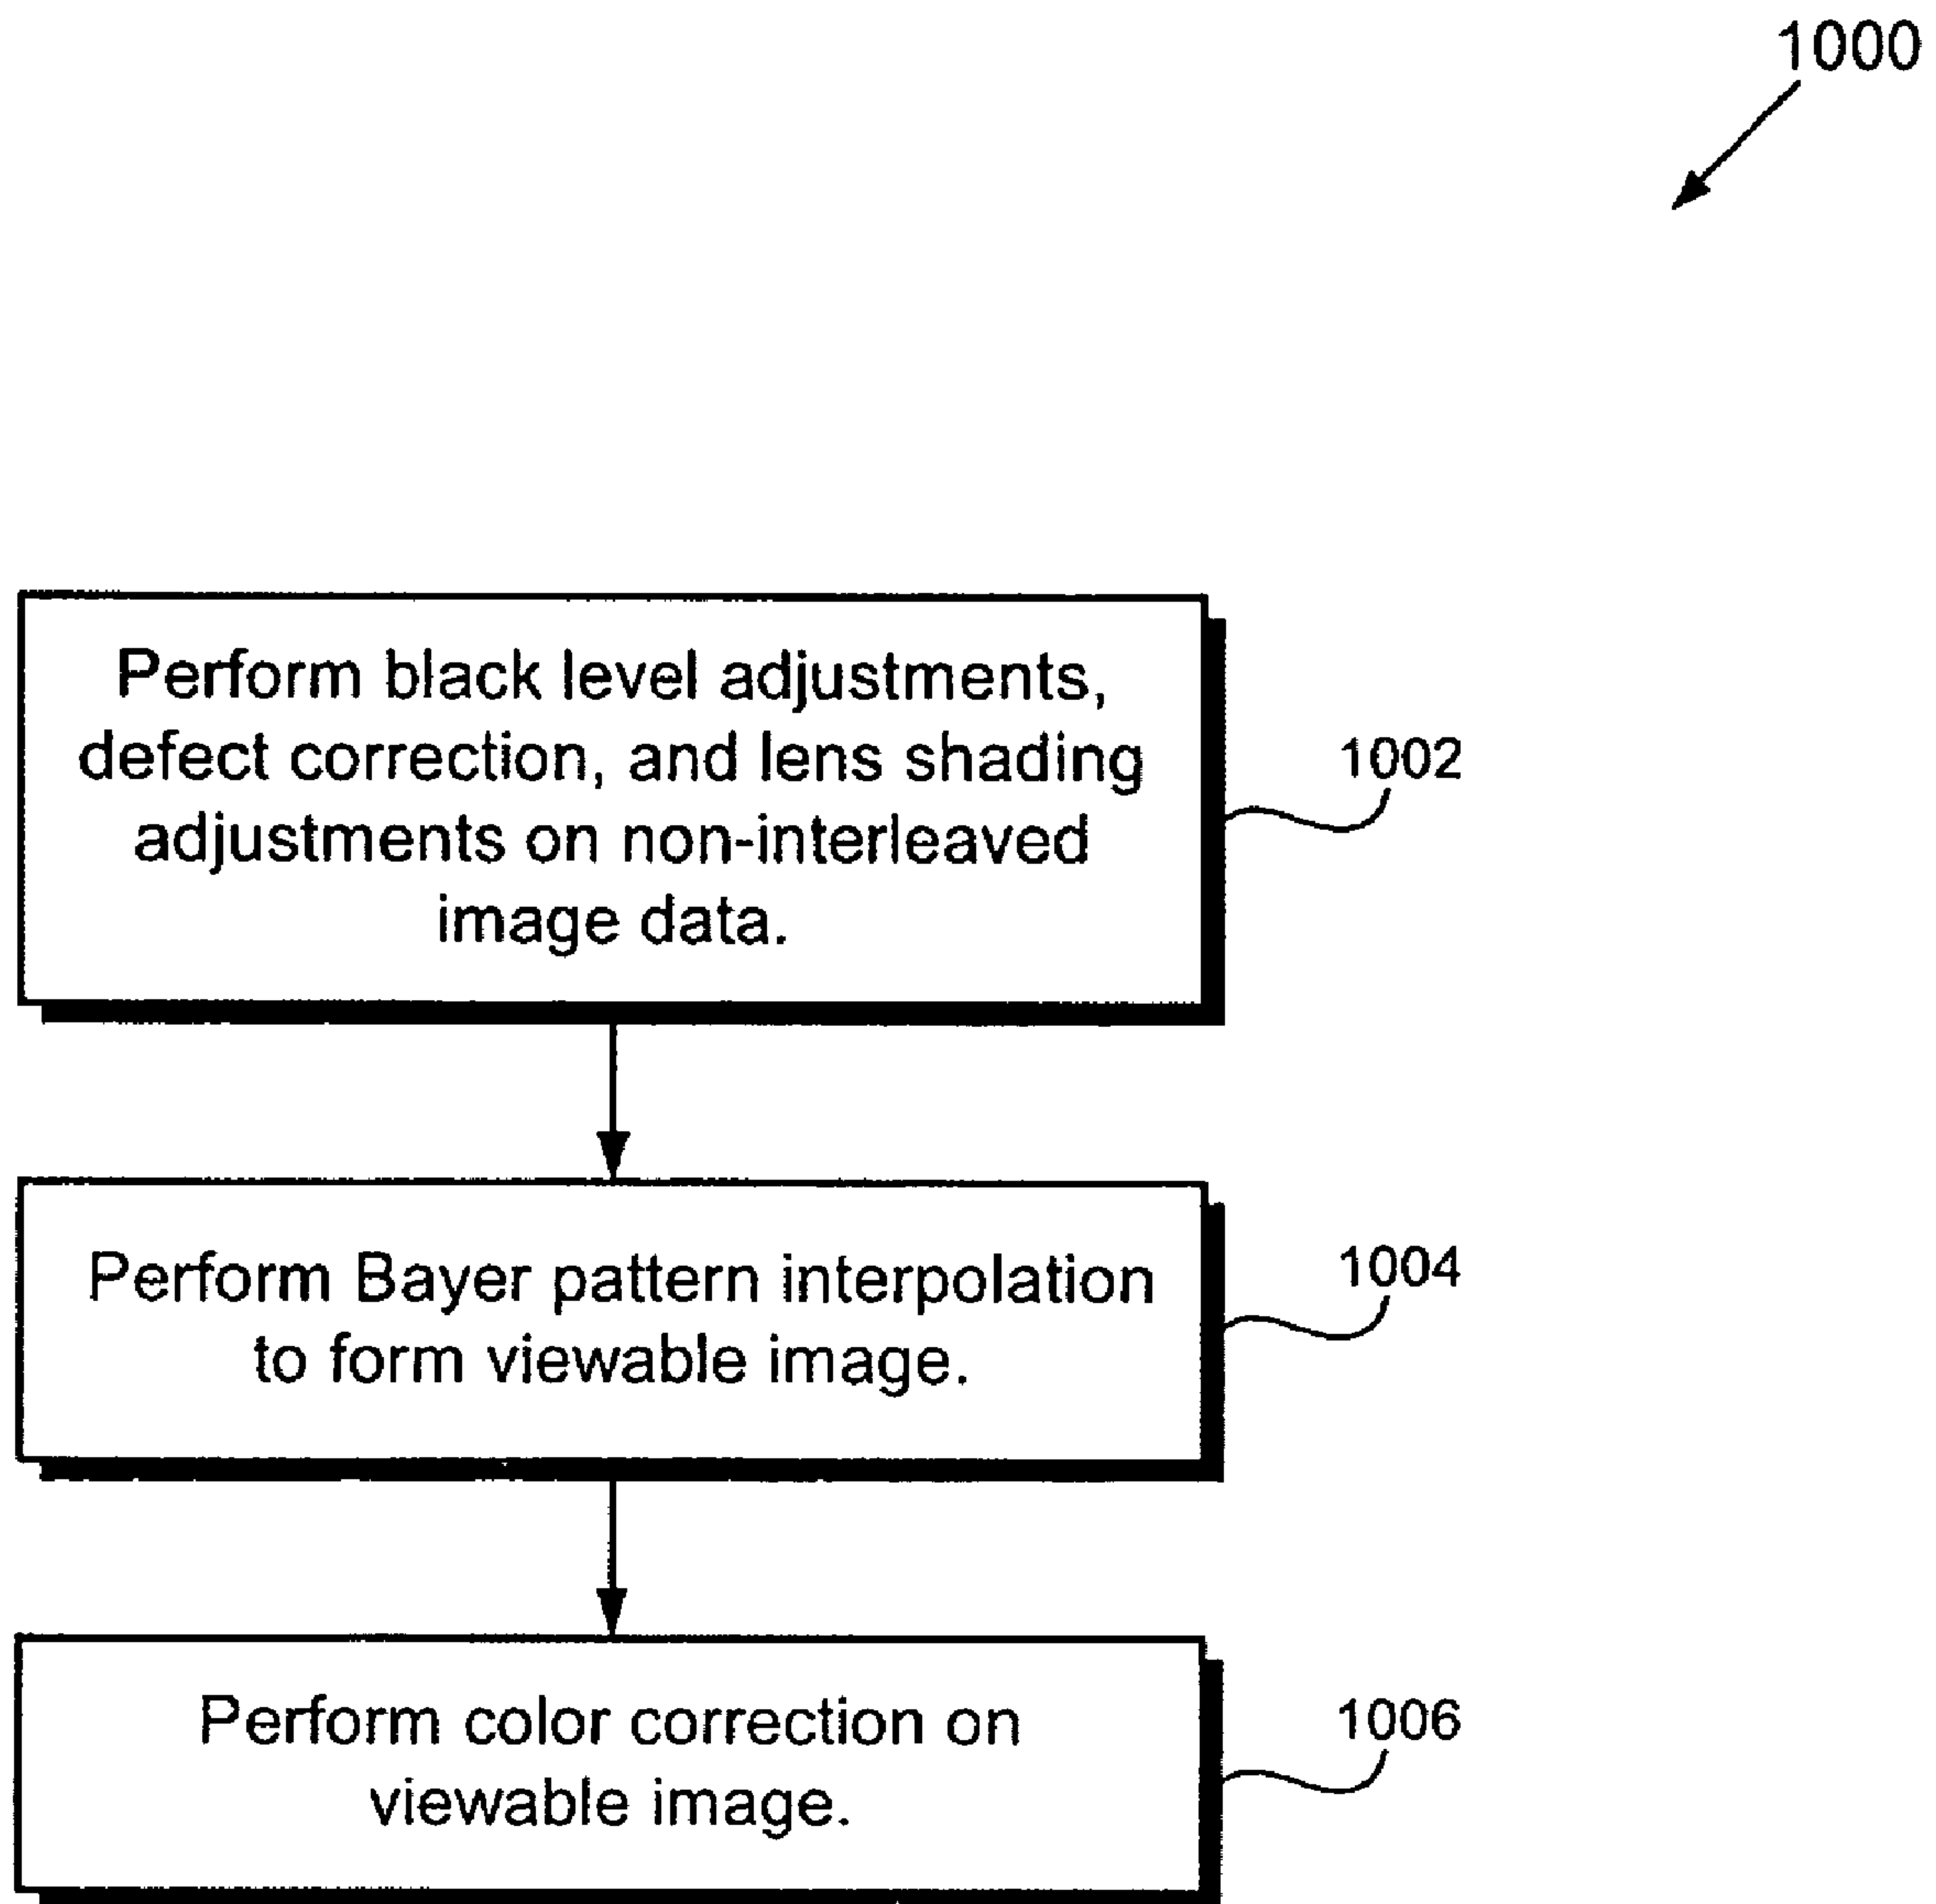 1000
Perform black level adjustments,
defect correction, and lens shading
adjustments on non-interleaved
image data.
1002
Perform Bayer pattern interpolation
to form viewable image.
1004
Perform color correction on
viewable image.
1006